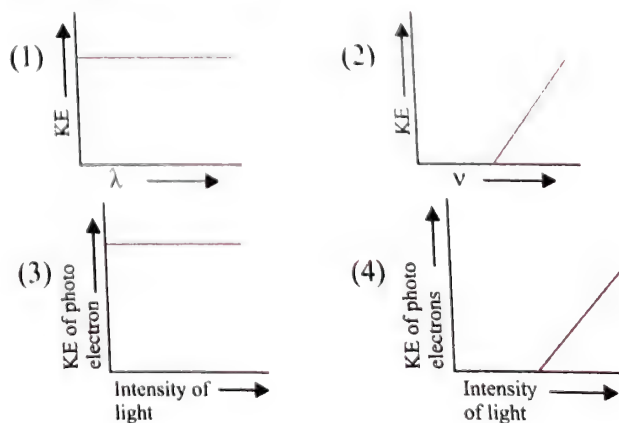 (1)
KE
λ
(2)
KE
ν
(3)
KE of photo
electron
Intensity of
light
(4)
KE of photo
electrons
Intensity
of light